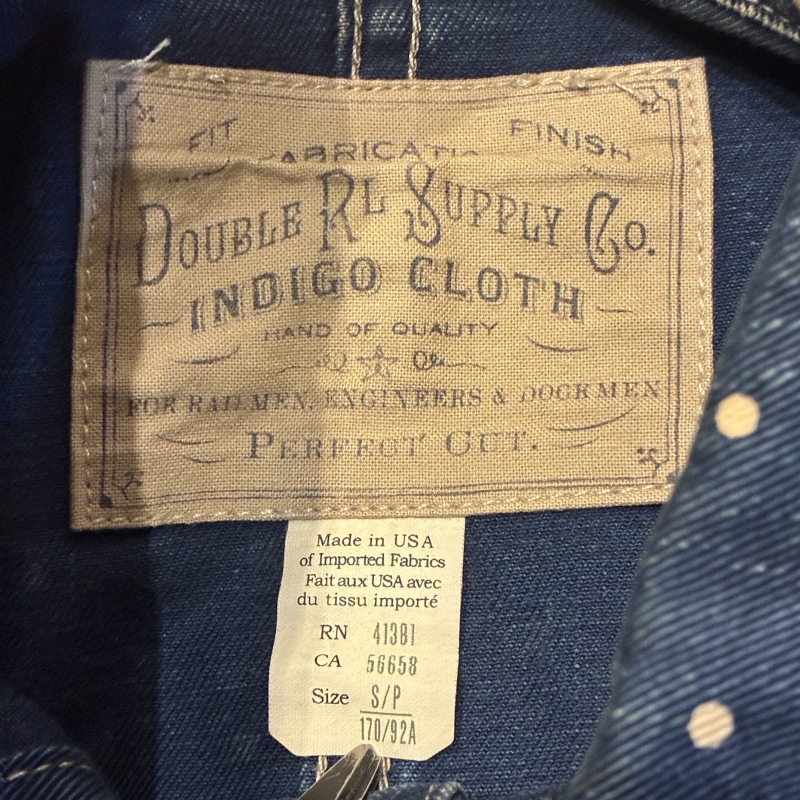 FIT FABRICATION FINISH
DOUBLE RL SUPPLY CO.
INDIGO CLOTH
HAND OF QUALITY
FOR RAILMEN, ENGINEERS & DOCKMEN
PERFECT CUT.
Made in USA
of Imported Fabrics
Fait aux USA avec
du tissu importé
RN 41381
CA 56658
Size S/P
170/92A